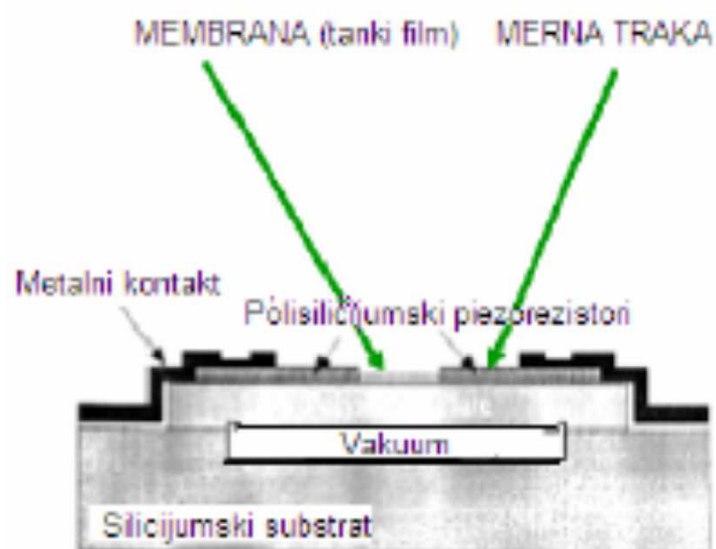 MEMBRANA (tanki film) MERNA TRAKA
Metalni kontakt
Polisilicijumski piezorezistori
Vakuum
Silicijumski substrat